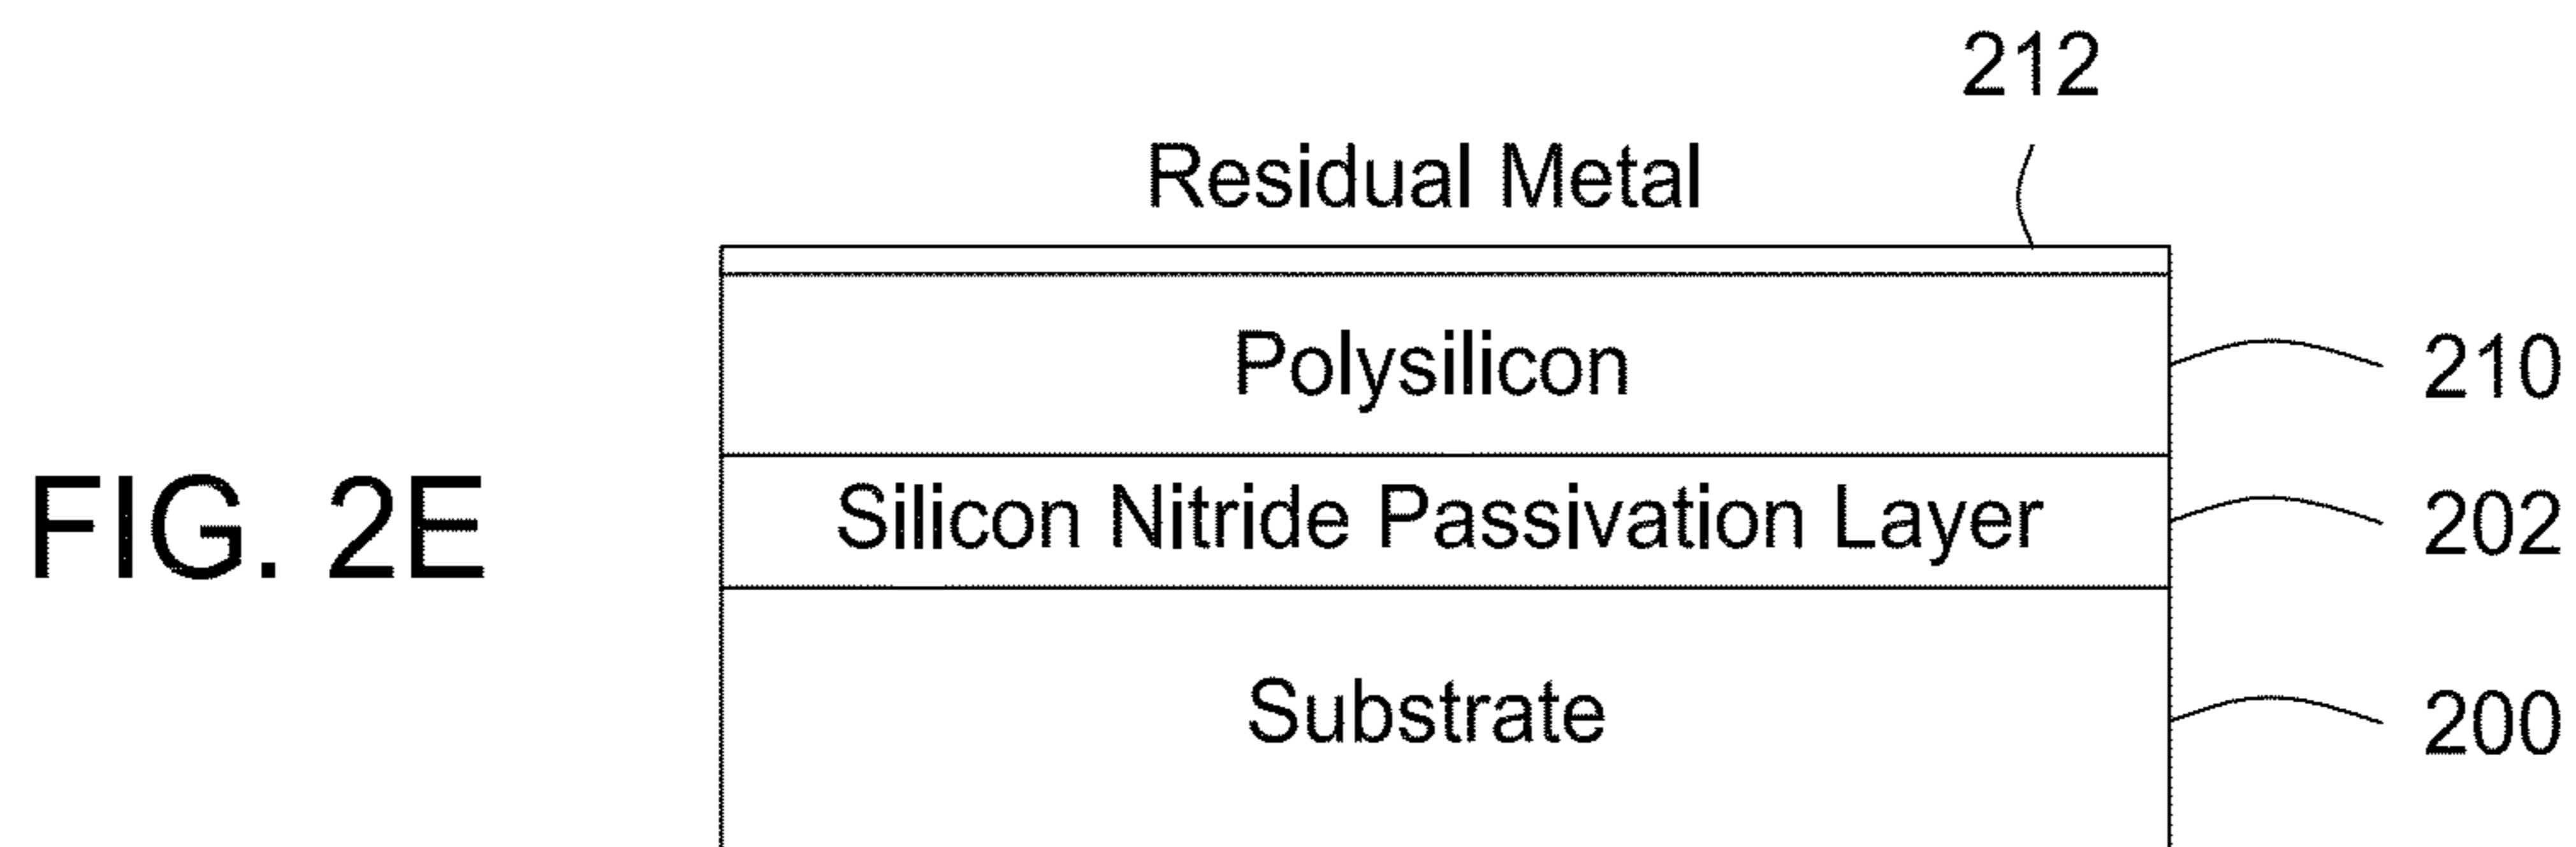 212
Residual Metal
Polysilicon
210
FIG. 2E
Silicon Nitride Passivation Layer
202
Substrate
200